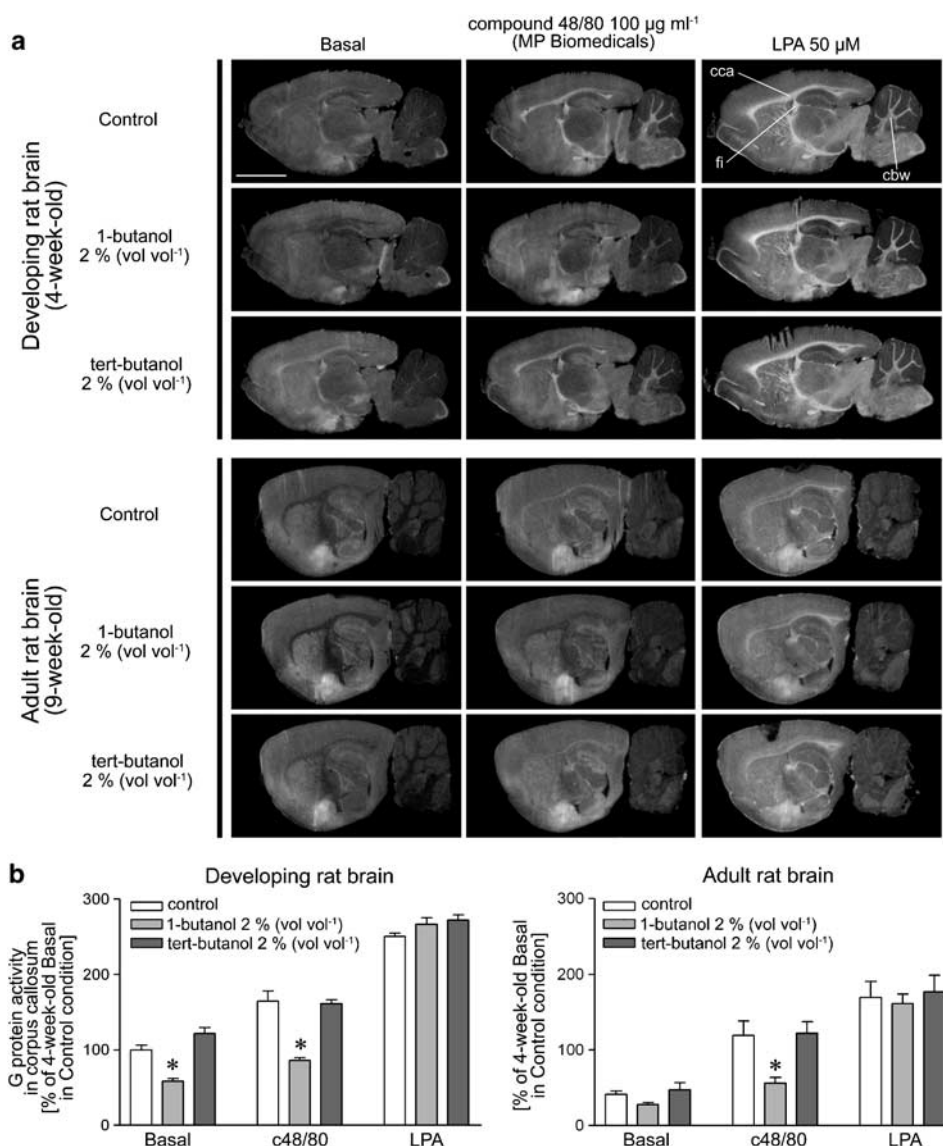 a
Basal
compound 48/80 100 µg ml⁻¹
(MP Biomedicals)
LPA 50 µM
Developing rat brain
(4-week-old)
Control
cca
fi
cbw
1-butanol
2 % (vol vol⁻¹)
tert-butanol
2 % (vol vol⁻¹)
Adult rat brain
(9-week-old)
Control
1-butanol
2 % (vol vol⁻¹)
tert-butanol
2 % (vol vol⁻¹)
b
Developing rat brain
G protein activity
in corpus callosum
[% of 4-week-old Basal
in Control condition]
300
200
100
0
control
1-butanol 2 % (vol vol⁻¹)
tert-butanol 2 % (vol vol⁻¹)
*
*
Basal
c48/80
LPA
Adult rat brain
[% of 4-week-old Basal
in Control condition]
300
200
100
0
control
1-butanol 2 % (vol vol⁻¹)
tert-butanol 2 % (vol vol⁻¹)
*
Basal
c48/80
LPA